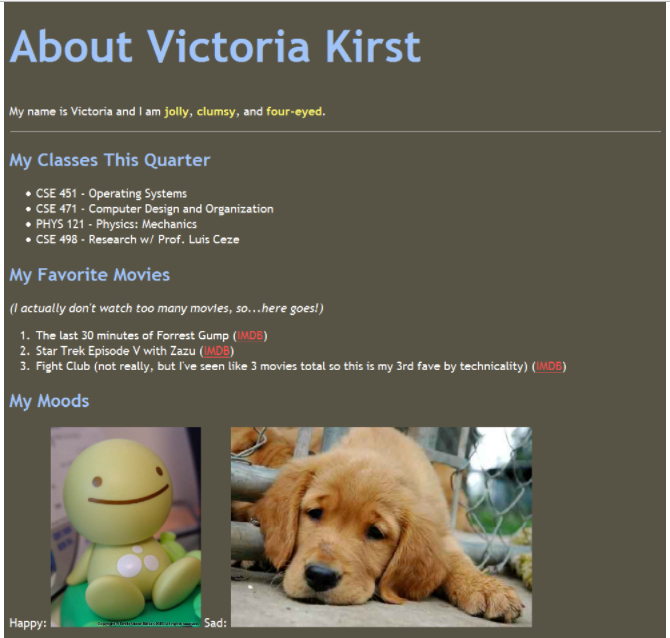 About Victoria Kirst
My name is Victoria and I am jolly, clumsy, and four-eyed.
My Classes This Quarter
• CSE 451 - Operating Systems
• CSE 471 - Computer Design and Organization
• PHYS 121 - Physics: Mechanics
• CSE 498 - Research w/ Prof. Luis Ceze
My Favorite Movies
(I actually don't watch too many movies, so...here goes!)
1. The last 30 minutes of Forrest Gump (IMDB)
2. Star Trek Episode V with Zazu (IMDB)
3. Fight Club (not really, but I've seen like 3 movies total so this is my 3rd fave by technicality) (IMDB)
My Moods
Happy: Sad: